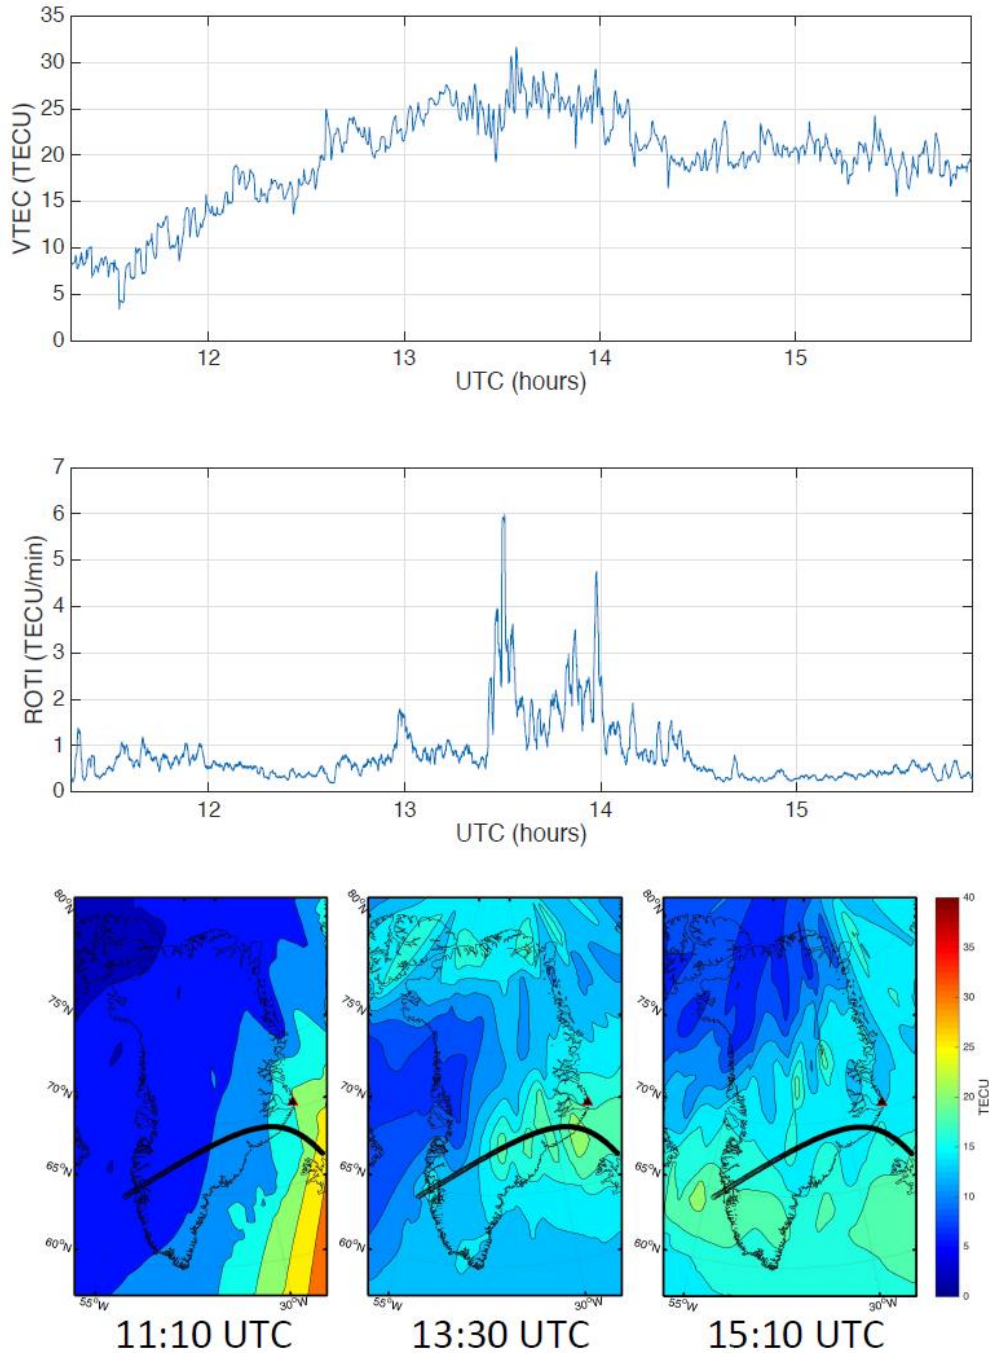 35
30
25
20
15
10
5
0
VTEC (TECU)
12 13 14 15
UTC (hours)
7
6
5
4
3
2
1
0
ROTI (TECU/min)
12 13 14 15
UTC (hours)
80°N 80°N 80°N
75°N 75°N 75°N
70°N 70°N 70°N
65°N 65°N 65°N
60°N 60°N 60°N
55°W 30°W 55°W 30°W 55°W 30°W
40
35
30
25
20
15
10
5
0
TECU
11:10 UTC 13:30 UTC 15:10 UTC